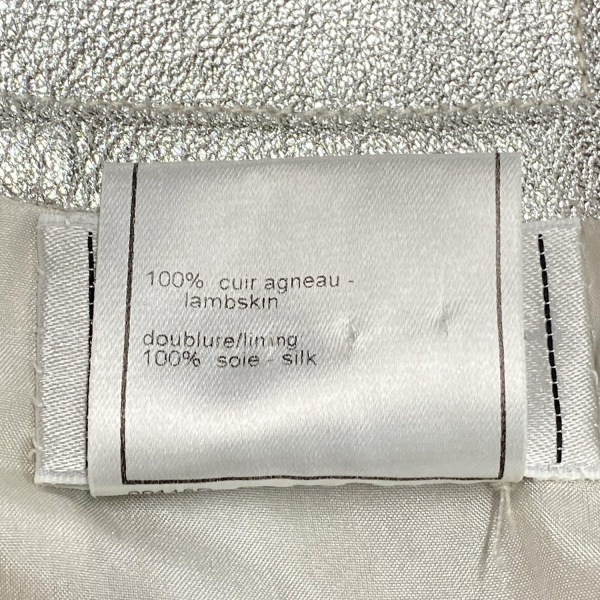 100% cuir agneau -
lambskin
doublure/lining
100% soie - silk